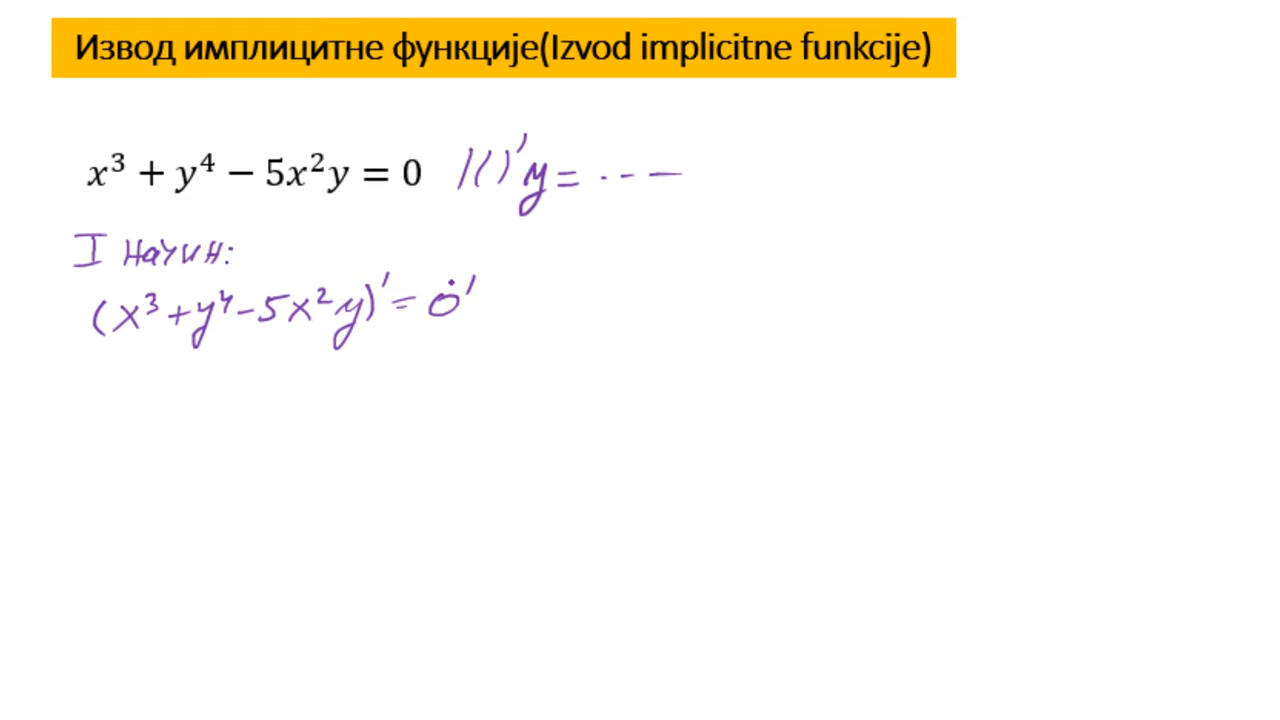 Извод имплицитне функције(Izvod implicitne funkcije)
x³ + y⁴ − 5x²y = 0 /( )' y = . - —
I начин:
(x³+y⁴-5x²y)' = 0'